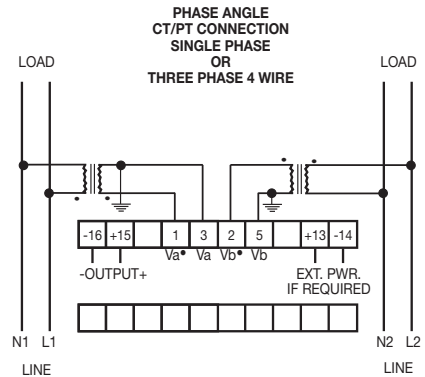 PHASE ANGLE
CT/PT CONNECTION
SINGLE PHASE
OR
THREE PHASE 4 WIRE
LOAD
LOAD
-16 +15 1 3 2 5 +13 -14
Va• Va Vb• Vb
-OUTPUT+
EXT. PWR.
IF REQUIRED
N1 L1
N2 L2
LINE
LINE